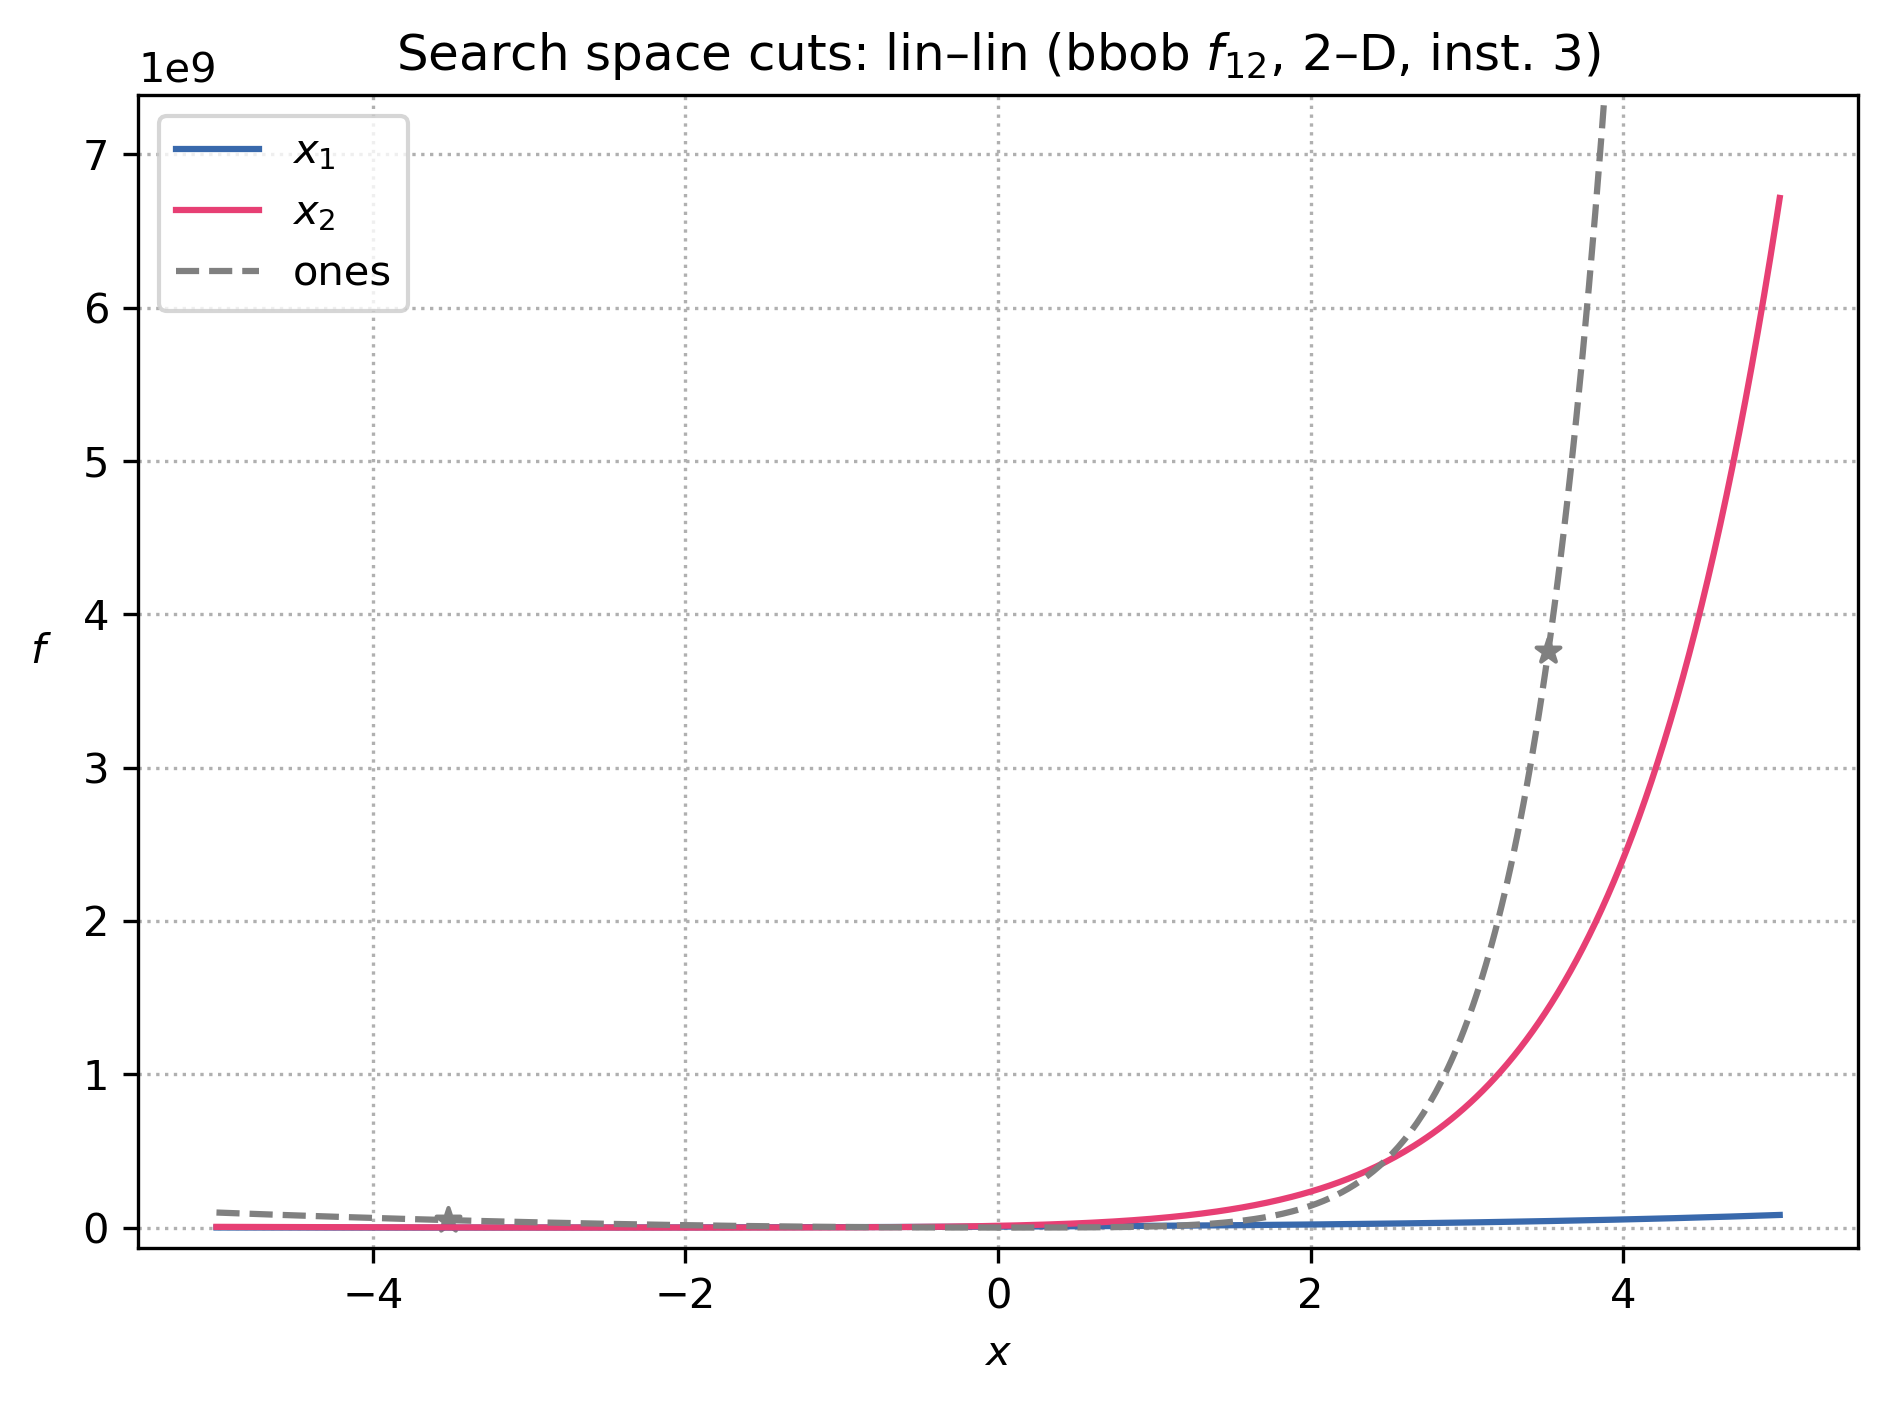 Search space cuts: lin–lin (bbob f₁₂, 2–D, inst. 3)
1e9
x₁
x₂
ones
7
6
5
4
3
2
1
0
f
−4
−2
0
2
4
x